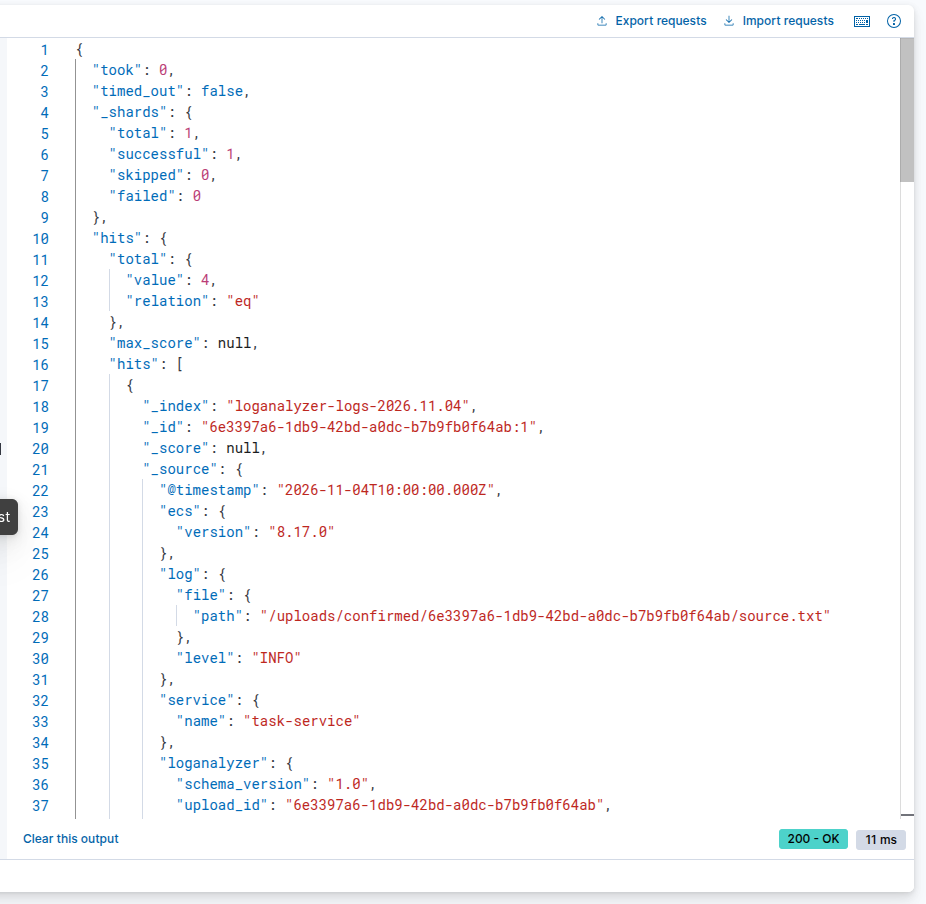 Export requests Import requests
1 {
2 "took": 0,
3 "timed_out": false,
4 "_shards": {
5 "total": 1,
6 "successful": 1,
7 "skipped": 0,
8 "failed": 0
9 },
10 "hits": {
11 "total": {
12 "value": 4,
13 "relation": "eq"
14 },
15 "max_score": null,
16 "hits": [
17 {
18 "_index": "loganalyzer-logs-2026.11.04",
19 "_id": "6e3397a6-1db9-42bd-a0dc-b7b9fb0f64ab:1",
20 "_score": null,
21 "_source": {
22 "@timestamp": "2026-11-04T10:00:00.000Z",
23 "ecs": {
24 "version": "8.17.0"
25 },
26 "log": {
27 "file": {
28 "path": "/uploads/confirmed/6e3397a6-1db9-42bd-a0dc-b7b9fb0f64ab/source.txt"
29 },
30 "level": "INFO"
31 },
32 "service": {
33 "name": "task-service"
34 },
35 "loganalyzer": {
36 "schema_version": "1.0",
37 "upload_id": "6e3397a6-1db9-42bd-a0dc-b7b9fb0f64ab",
st
Clear this output 200 - OK 11 ms